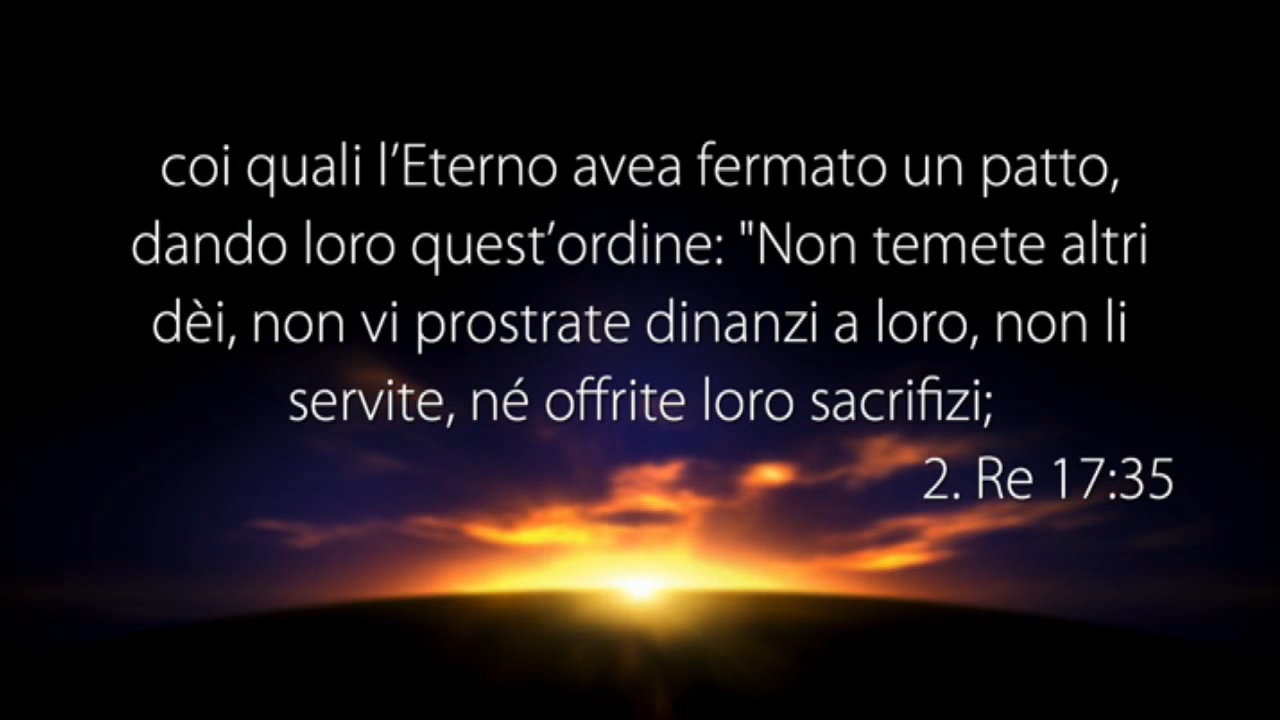 coi quali l’Eterno avea fermato un patto,
dando loro quest’ordine: "Non temete altri
dèi, non vi prostrate dinanzi a loro, non li
servite, né offrite loro sacrifizi;
2. Re 17:35